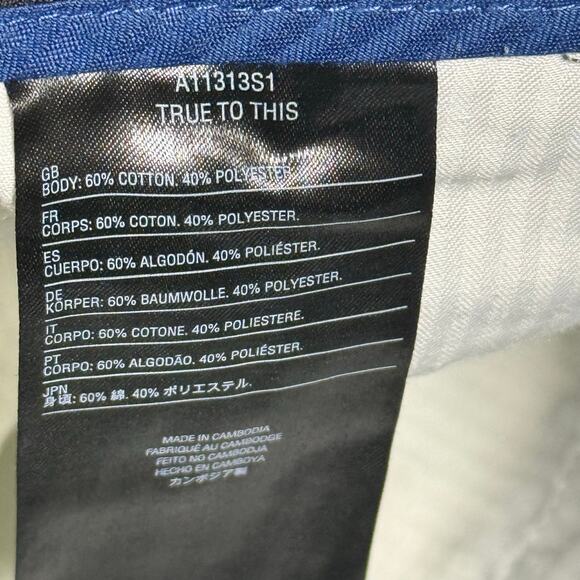 A11313S1
TRUE TO THIS
GB
BODY: 60% COTTON. 40% POLYESTER
FR
CORPS: 60% COTON. 40% POLYESTER.
ES
CUERPO: 60% ALGODÓN. 40% POLIÉSTER.
DE
KÖRPER: 60% BAUMWOLLE. 40% POLYESTER.
IT
CORPO: 60% COTONE. 40% POLIESTERE.
PT
CORPO: 60% ALGODÃO. 40% POLIÉSTER.
JPN
身頃: 60% 綿. 40% ポリエステル.
MADE IN CAMBODIA
FABRIQUÉ AU CAMBODGE
FEITO NO CAMBODJA
HECHO EN CAMBOYA
カンボジア製